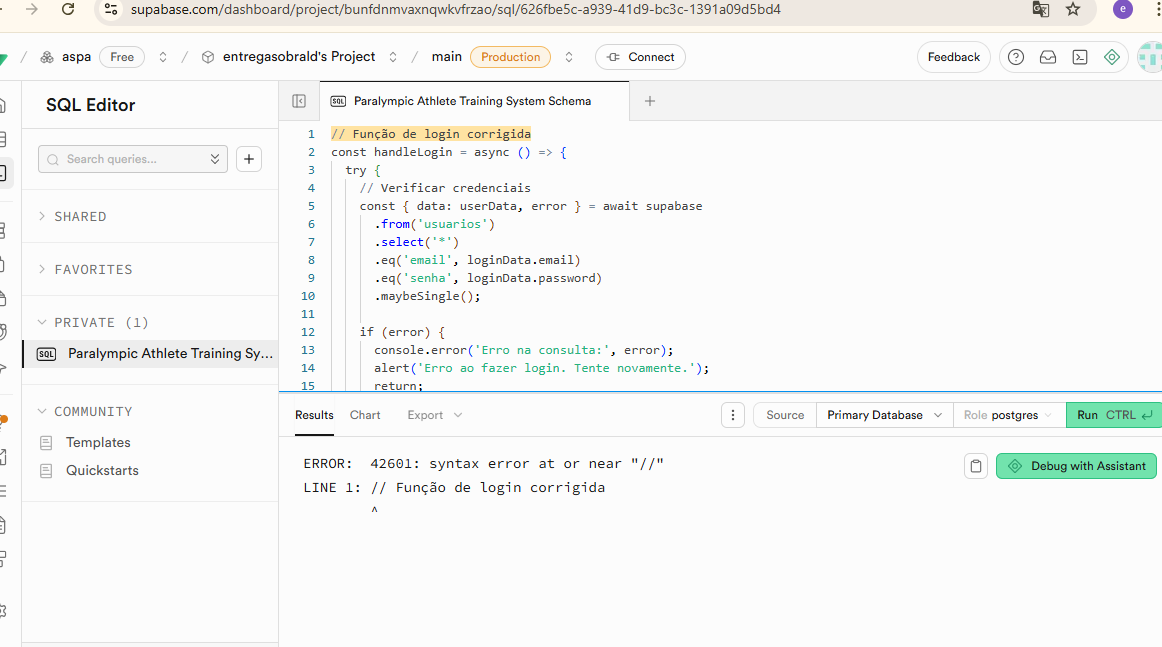 supabase.com/dashboard/project/bunfdnmvaxnqwkvfrzao/sql/626fbe5c-a939-41d9-bc3c-1391a09d5bd4
e
/ aspa Free / entregasobrald's Project / main Production Connect Feedback
SQL Editor
Search queries...
SHARED
FAVORITES
PRIVATE (1)
SQL Paralympic Athlete Training Sy...
COMMUNITY
Templates
Quickstarts
SQL Paralympic Athlete Training System Schema
1 // Função de login corrigida
2 const handleLogin = async () => {
3 try {
4 // Verificar credenciais
5 const { data: userData, error } = await supabase
6 .from('usuarios')
7 .select('*')
8 .eq('email', loginData.email)
9 .eq('senha', loginData.password)
10 .maybeSingle();
11
12 if (error) {
13 console.error('Erro na consulta:', error);
14 alert('Erro ao fazer login. Tente novamente.');
15 return;
Results Chart Export Source Primary Database Role postgres Run CTRL
ERROR: 42601: syntax error at or near "//"
LINE 1: // Função de login corrigida
^
Debug with Assistant